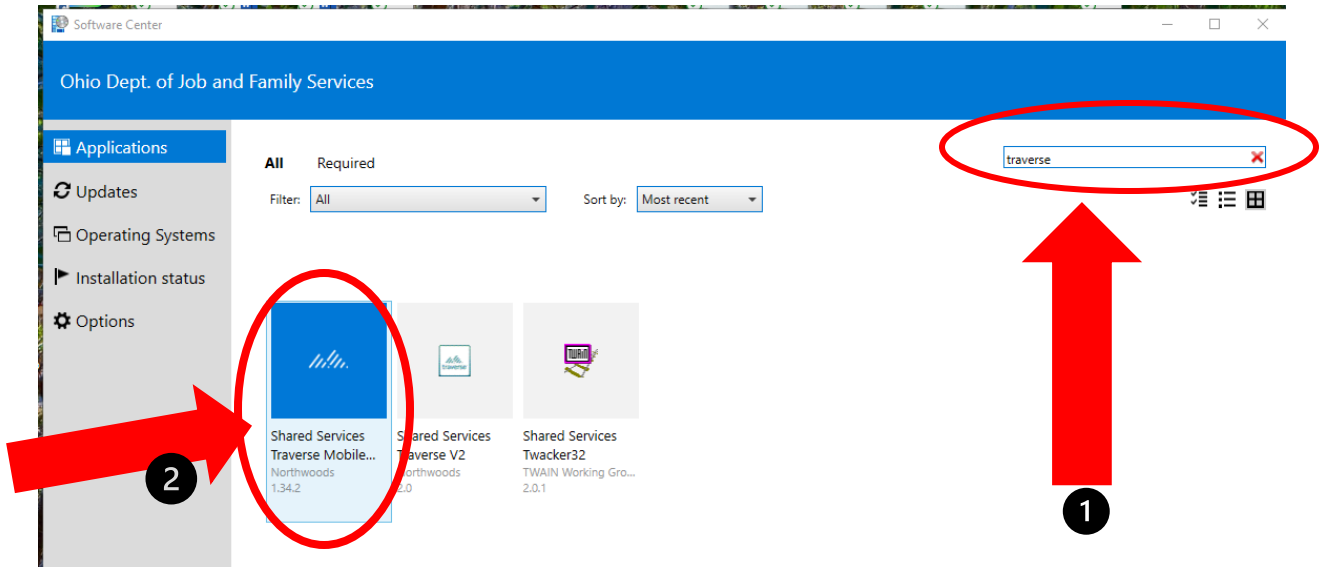 Software Center
Ohio Dept. of Job and Family Services
Applications
Updates
Operating Systems
Installation status
Options
All Required
traverse
Filter: All Sort by: Most recent
TWAIN
traverse
Shared Services
Traverse Mobile...
Northwoods
1.34.2
Shared Services
Traverse V2
Northwoods
2.0
Shared Services
Twacker32
TWAIN Working Gro...
2.0.1
2
1